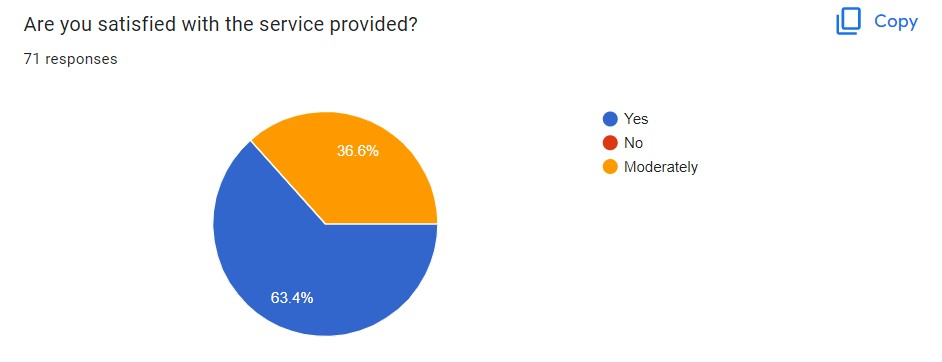 Are you satisfied with the service provided?
Copy
71 responses
36.6%
63.4%
Yes
No
Moderately